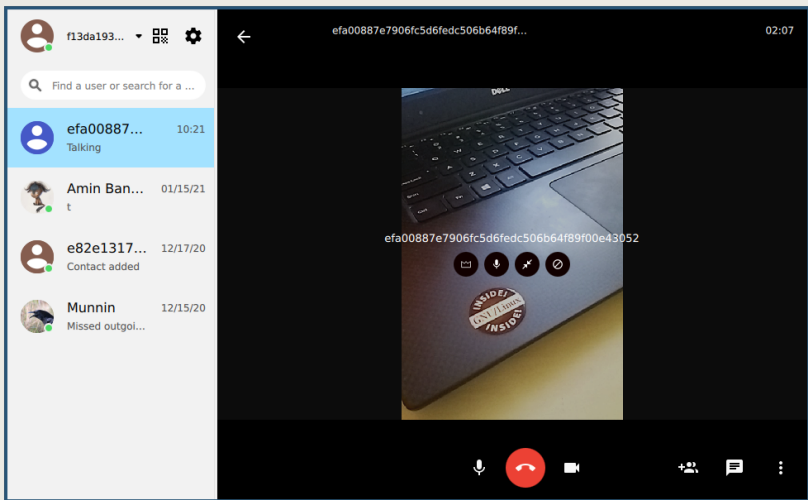 f13da193...
Find a user or search for a ...
efa00887...
10:21
Talking
Amin Ban...
01/15/21
t
e82e1317...
12/17/20
Contact added
Munnin
12/15/20
Missed outgoi...
efa00887e7906fc5d6fedc506b64f89f...
02:07
DELL
efa00887e7906fc5d6fedc506b64f89f00e43052
INSIDE!
GNU/Linux
INSIDE!